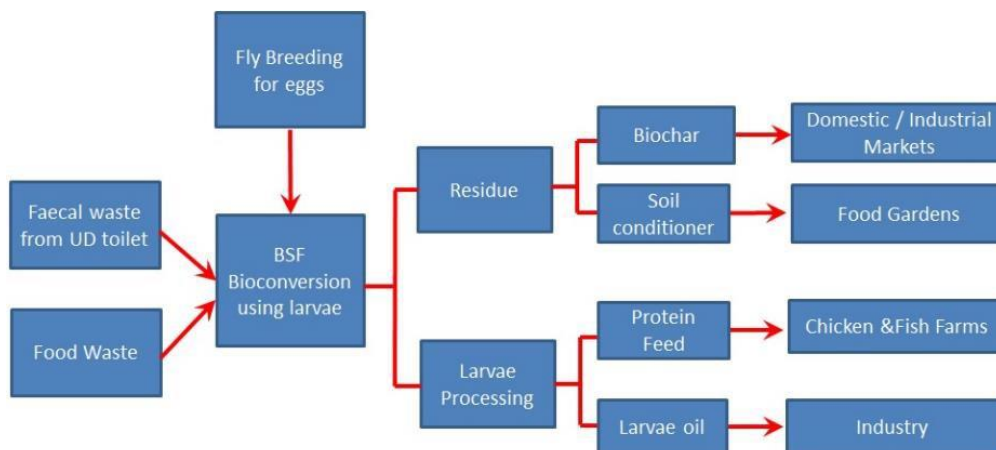 Fly Breeding
for eggs
Faecal waste
from UD toilet
Food Waste
BSF
Bioconversion
using larvae
Residue
Larvae
Processing
Biochar
Soil
conditioner
Protein
Feed
Larvae oil
Domestic / Industrial
Markets
Food Gardens
Chicken &Fish Farms
Industry